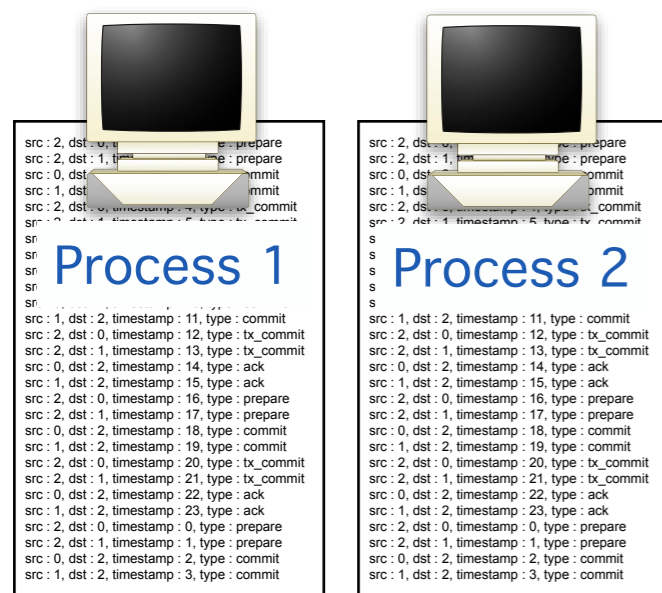 src : 2, dst : prepare
src : 2, dst : 1, : prepare
src : 0, dst
src : 1, dst
src : 2, timestamp
src : 2, dst : 1, timestamp : 5, type : tx_commit
Process 1
src : 1, dst : 2, timestamp : 11, type : commit
src : 2, dst : 0, timestamp : 12, type : tx_commit
src : 2, dst : 1, timestamp : 13, type : tx_commit
src : 0, dst : 2, timestamp : 14, type : ack
src : 1, dst : 2, timestamp : 15, type : ack
src : 2, dst : 0, timestamp : 16, type : prepare
src : 2, dst : 1, timestamp : 17, type : prepare
src : 0, dst : 2, timestamp : 18, type : commit
src : 1, dst : 2, timestamp : 19, type : commit
src : 2, dst : 0, timestamp : 20, type : tx_commit
src : 2, dst : 1, timestamp : 21, type : tx_commit
src : 0, dst : 2, timestamp : 22, type : ack
src : 1, dst : 2, timestamp : 23, type : ack
src : 2, dst : 0, timestamp : 0, type : prepare
src : 2, dst : 1, timestamp : 1, type : prepare
src : 0, dst : 2, timestamp : 2, type : commit
src : 1, dst : 2, timestamp : 3, type : commit
src : 2, dst : prepare
src : 2, dst : 1, : prepare
src : 0, dst
src : 1,
src : 2,
src : 2, dst : 1, timestamp : 5, type : tx_commit
Process 2
src : 1, dst : 2, timestamp : 11, type : commit
src : 2, dst : 0, timestamp : 12, type : tx_commit
src : 2, dst : 1, timestamp : 13, type : tx_commit
src : 0, dst : 2, timestamp : 14, type : ack
src : 1, dst : 2, timestamp : 15, type : ack
src : 2, dst : 0, timestamp : 16, type : prepare
src : 2, dst : 1, timestamp : 17, type : prepare
src : 0, dst : 2, timestamp : 18, type : commit
src : 1, dst : 2, timestamp : 19, type : commit
src : 2, dst : 0, timestamp : 20, type : tx_commit
src : 2, dst : 1, timestamp : 21, type : tx_commit
src : 0, dst : 2, timestamp : 22, type : ack
src : 1, dst : 2, timestamp : 23, type : ack
src : 2, dst : 0, timestamp : 0, type : prepare
src : 2, dst : 1, timestamp : 1, type : prepare
src : 0, dst : 2, timestamp : 2, type : commit
src : 1, dst : 2, timestamp : 3, type : commit